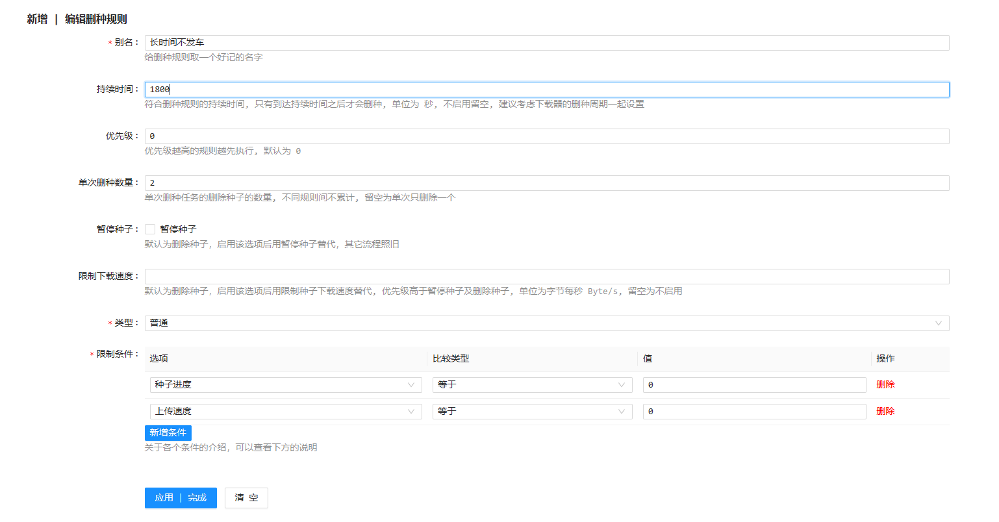 新增 | 编辑删种规则
* 别名 : 长时间不发车
给删种规则取一个好记的名字
持续时间 : 1800
符合删种规则的持续时间, 只有到达持续时间之后才会删种, 单位为 秒, 不启用留空, 建议考虑下载器的删种周期一起设置
优先级 : 0
优先级越高的规则越先执行, 默认为 0
单次删种数量 : 2
单次删种任务的删除种子的数量, 不同规则间不累计, 留空为单次只删除一个
暂停种子 : 暂停种子
默认为删除种子, 启用该选项后用暂停种子替代, 其它流程照旧
限制下载速度 :
默认为删除种子, 启用该选项后用限制种子下载速度替代, 优先级高于暂停种子及删除种子, 单位为字节每秒 Byte/s, 留空为不启用
* 类型 : 普通
* 限制条件 : 选项 比较类型 值 操作
种子进度 等于 0 删除
上传速度 等于 0 删除
新增条件
关于各个条件的介绍, 可以查看下方的说明
应用 | 完成 清 空